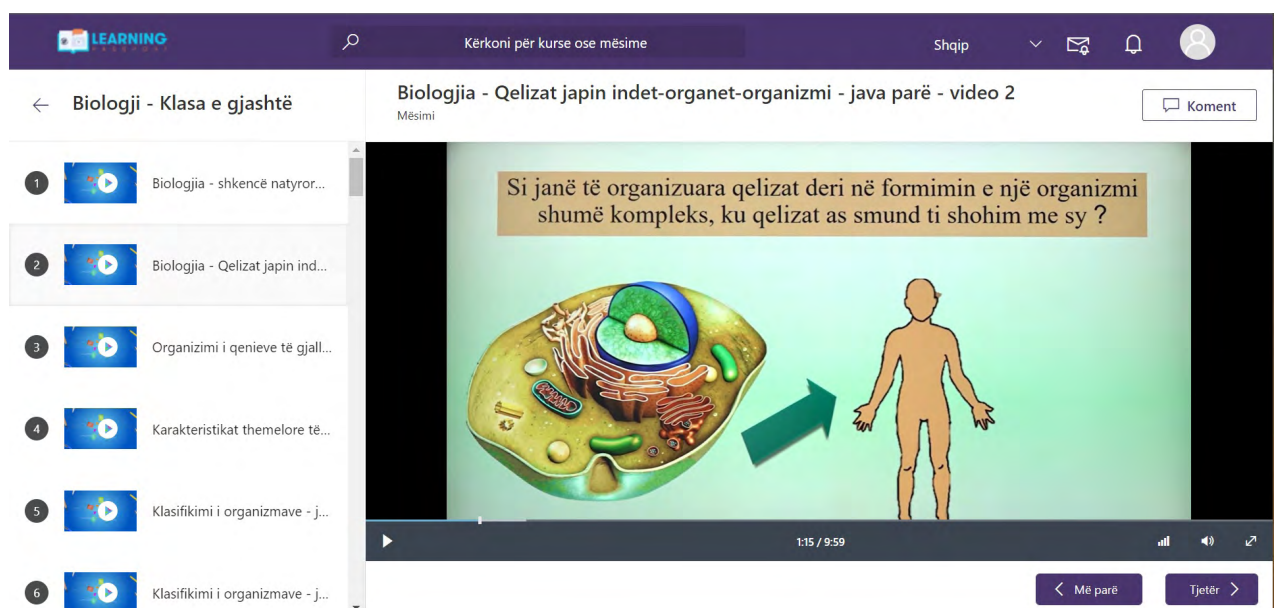 LEARNING
PASSPORT
Kërkoni për kurse ose mësime
Shqip
Biologji - Klasa e gjashtë
Biologjia - Qelizat japin indet-organet-organizmi - java parë - video 2
Mësimi
Koment
1
Biologjia - shkencë natyror...
2
Biologjia - Qelizat japin ind...
3
Organizimi i qenieve të gjall...
4
Karakteristikat themelore të...
5
Klasifikimi i organizmave - j...
6
Klasifikimi i organizmave - j...
Si janë të organizuara qelizat deri në formimin e një organizmi
shumë kompleks, ku qelizat as smund ti shohim me sy ?
1:15 / 9:59
Më parë
Tjetër